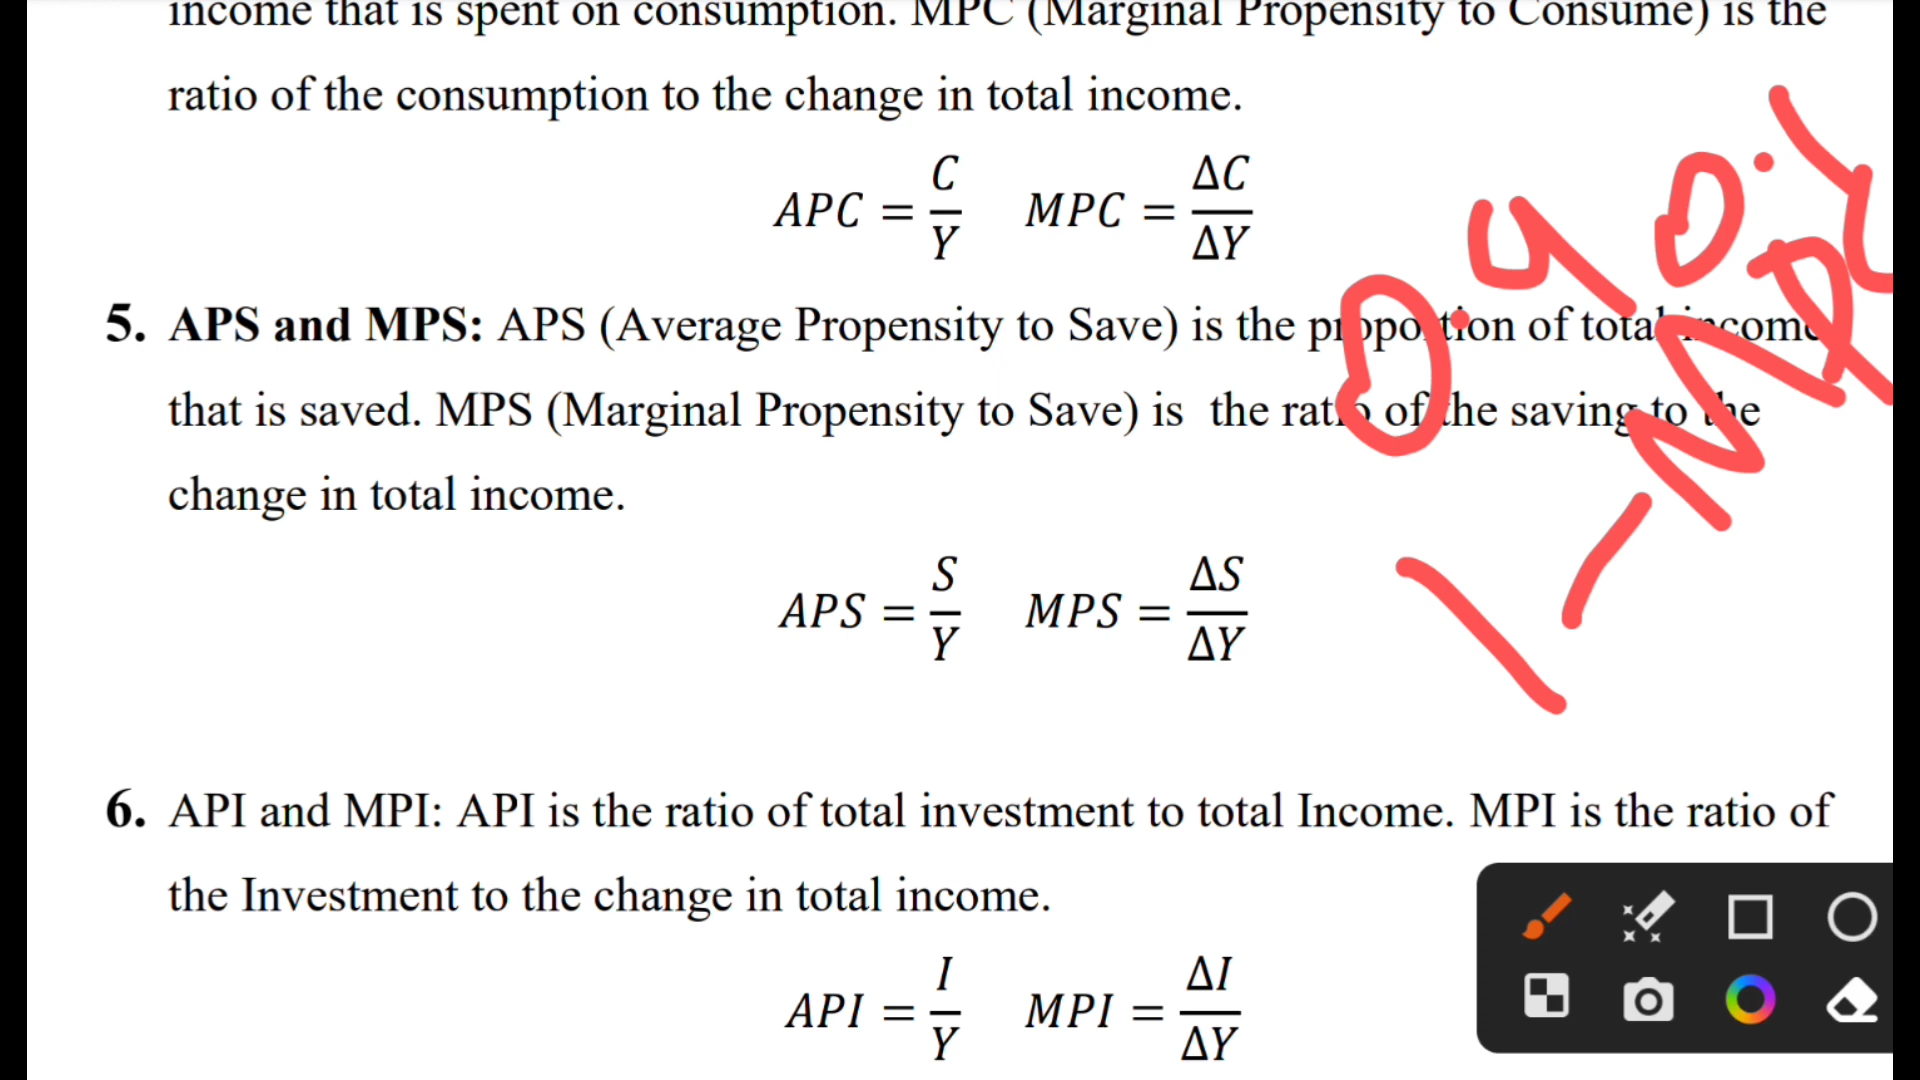 income that is spent on consumption. MPC (Marginal Propensity to Consume) is the
ratio of the consumption to the change in total income.
APC = C/Y MPC = ΔC/ΔY
5. APS and MPS: APS (Average Propensity to Save) is the proportion of total income
that is saved. MPS (Marginal Propensity to Save) is the ratio of the saving to the
change in total income.
APS = S/Y MPS = ΔS/ΔY
1-MPC
6. API and MPI: API is the ratio of total investment to total Income. MPI is the ratio of
the Investment to the change in total income.
API = I/Y MPI = ΔI/ΔY